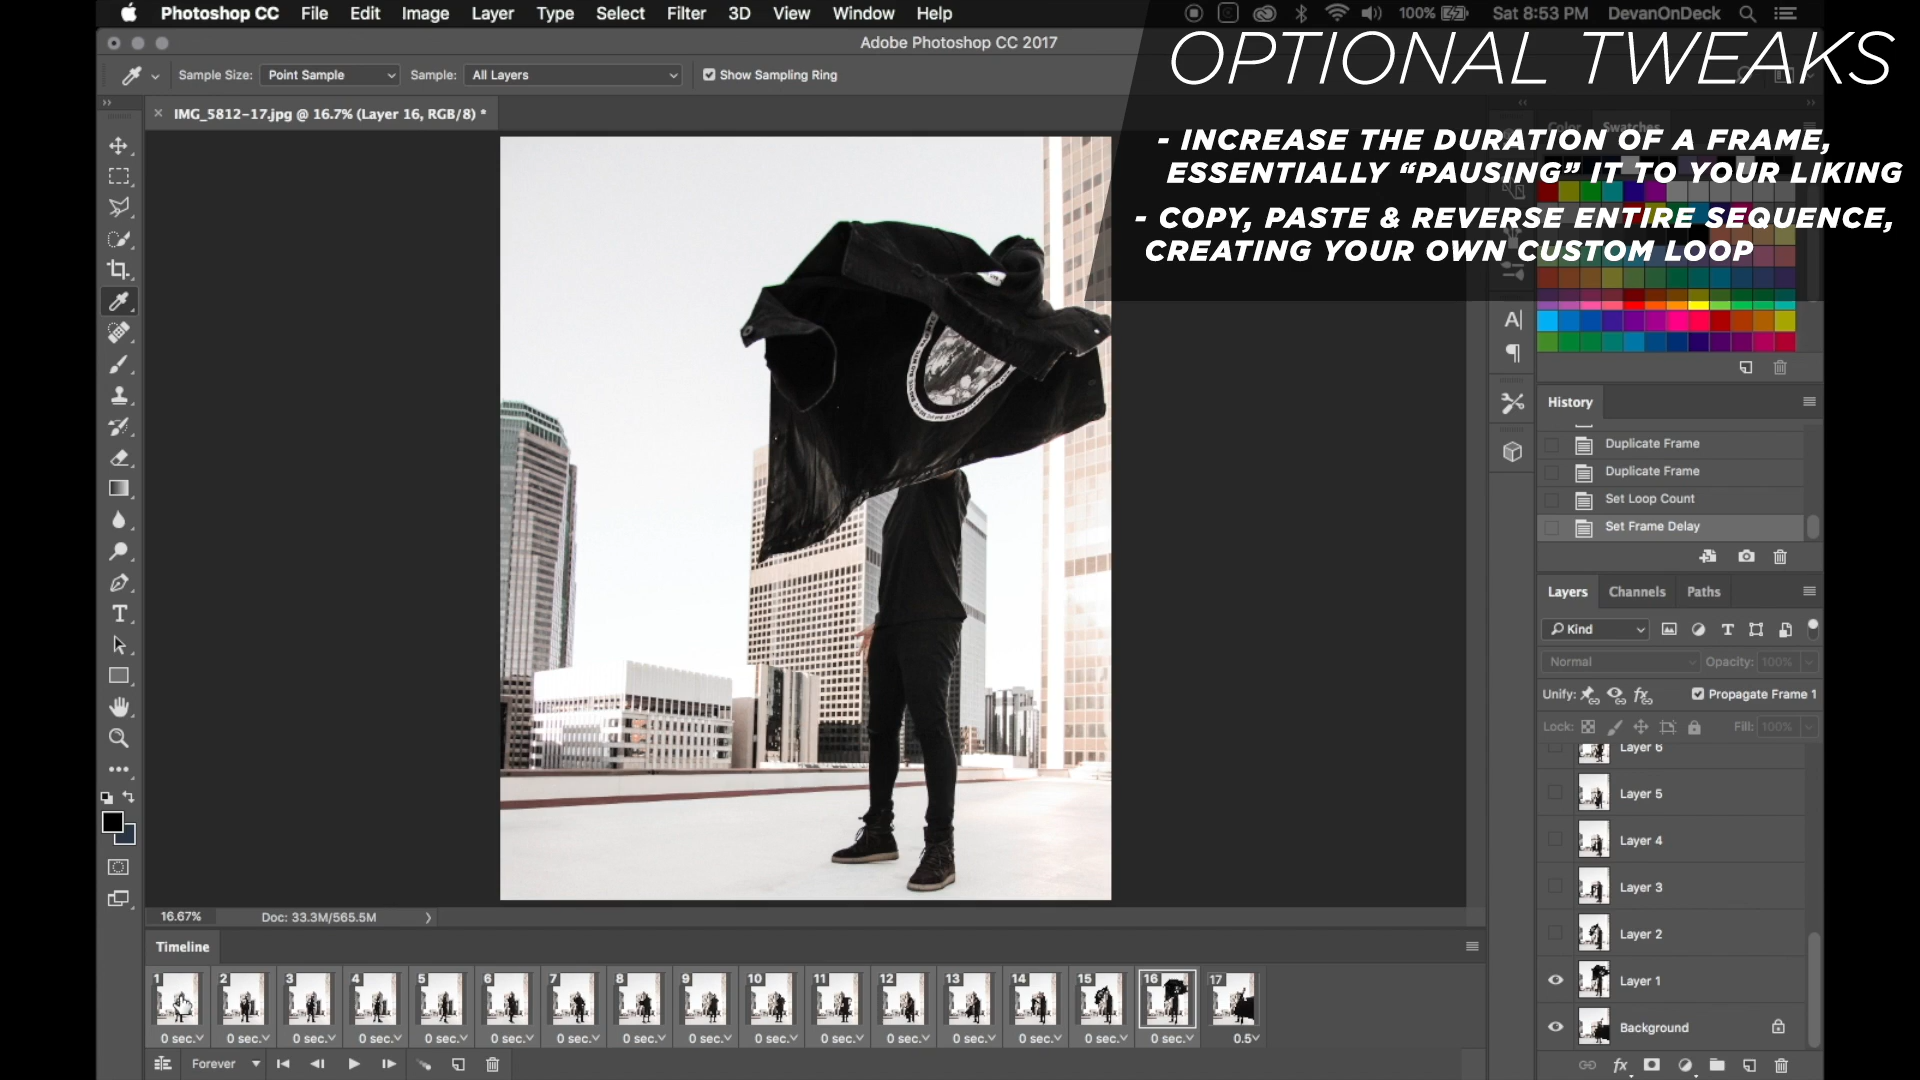 Photoshop CC File Edit Image Layer Type Select Filter 3D View Window Help
100% Sat 8:53 PM DevanOnDeck
Adobe Photoshop CC 2017
OPTIONAL TWEAKS
Sample Size: Point Sample Sample: All Layers Show Sampling Ring
IMG_5812-17.jpg @ 16.7% (Layer 16, RGB/8) *
Color Swatches
- INCREASE THE DURATION OF A FRAME,
ESSENTIALLY “PAUSING” IT TO YOUR LIKING
- COPY, PASTE & REVERSE ENTIRE SEQUENCE,
CREATING YOUR OWN CUSTOM LOOP
History
Duplicate Frame
Duplicate Frame
Set Loop Count
Set Frame Delay
Layers Channels Paths
Kind
Normal Opacity: 100%
Unify: Propagate Frame 1
Lock: Fill: 100%
Layer 6
Layer 5
Layer 4
Layer 3
Layer 2
Layer 1
Background
16.67% Doc: 33.3M/565.5M
Timeline
1 2 3 4 5 6 7 8 9 10 11 12 13 14 15 16 17
0 sec. 0 sec. 0 sec. 0 sec. 0 sec. 0 sec. 0 sec. 0 sec. 0 sec. 0 sec. 0 sec. 0 sec. 0 sec. 0 sec. 0 sec. 0 sec. 0.5
Forever